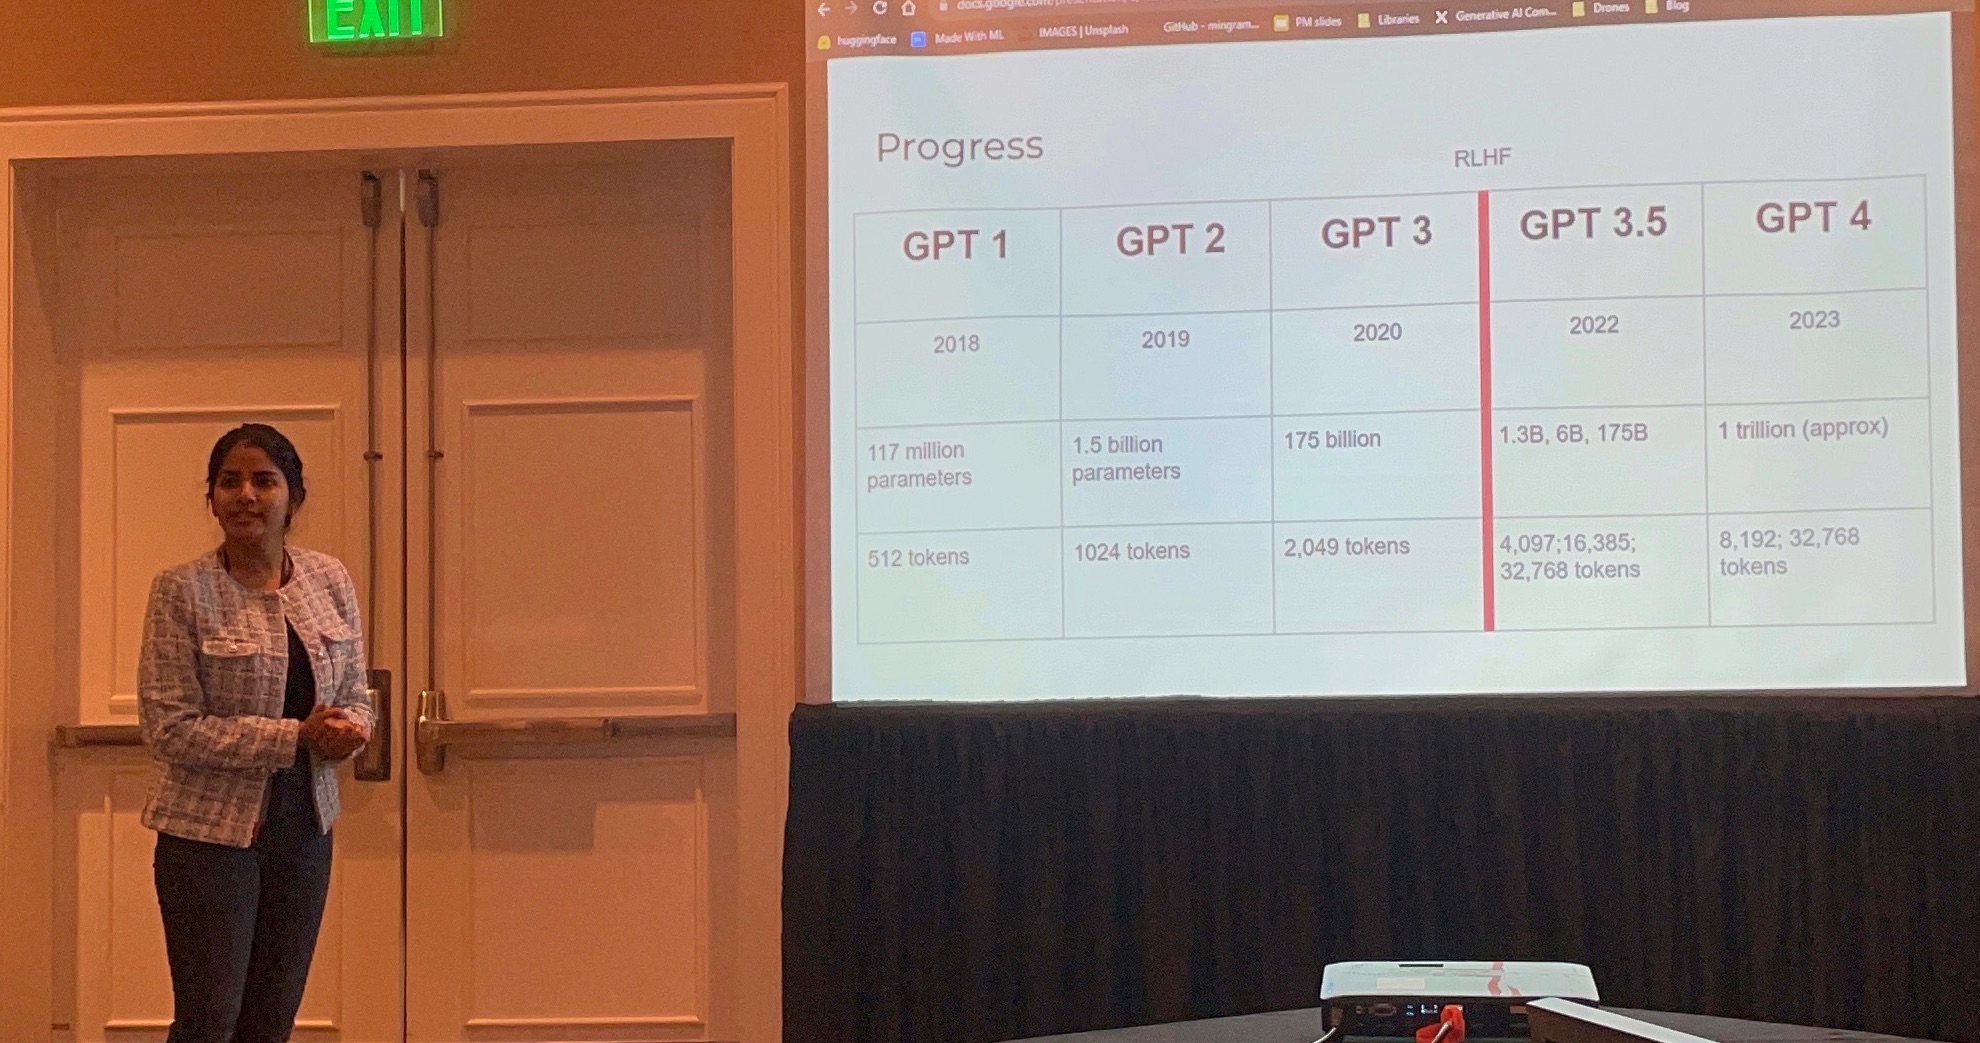 EXIT
docs.google.com/
huggingface
Made With ML
IMAGES | Unsplash
GitHub - mingram...
PM slides
Libraries
Generative AI Com...
Drones
Blog
Progress
RLHF
GPT 1
GPT 2
GPT 3
GPT 3.5
GPT 4
2018
2019
2020
2022
2023
117 million
parameters
1.5 billion
parameters
175 billion
1.3B, 6B, 175B
1 trillion (approx)
512 tokens
1024 tokens
2,049 tokens
4,097;16,385;
32,768 tokens
8,192; 32,768
tokens